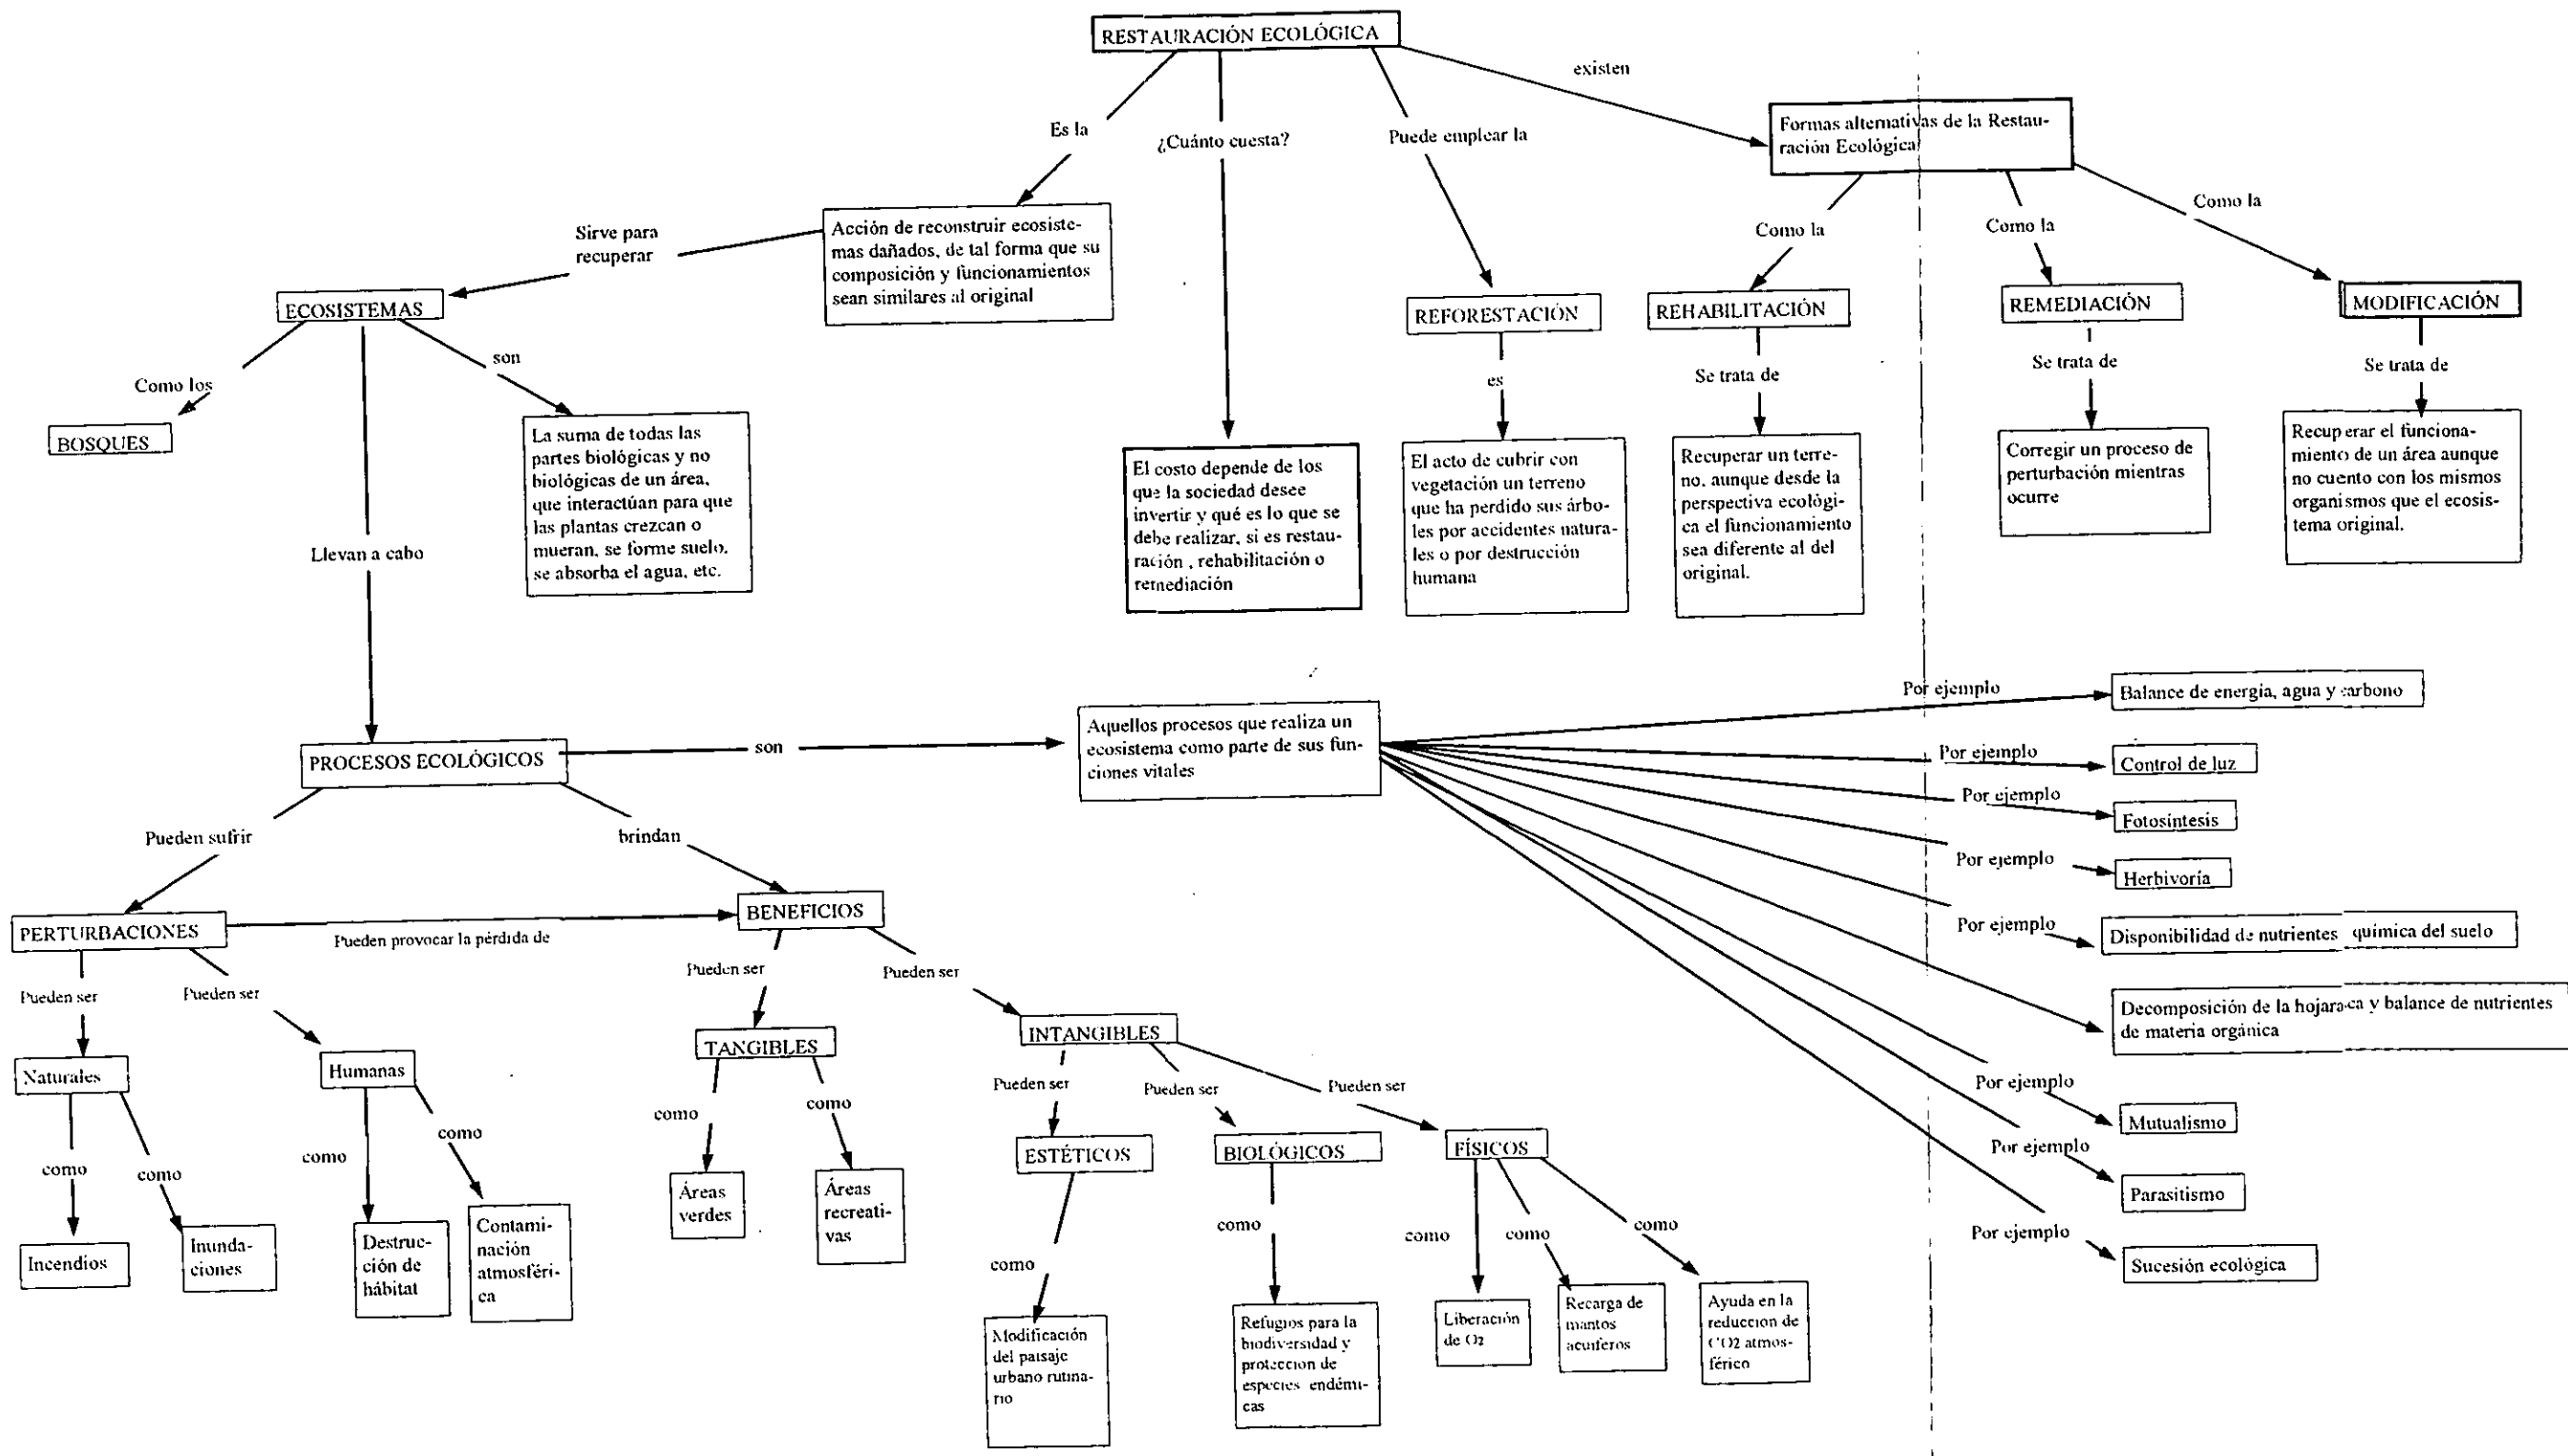 RESTAURACIÓN ECOLÓGICA
existen
Es la
¿Cuánto cuesta?
Puede emplear la
Formas alternativas de la Restau-
ración Ecológica
Sirve para
recuperar
Acción de reconstruir ecosiste-
mas dañados, de tal forma que su
composición y funcionamientos
sean similares al original
Como la
Como la
Como la
ECOSISTEMAS
REFORESTACIÓN
REHABILITACIÓN
REMEDIACIÓN
MODIFICACIÓN
Como los
son
es
Se trata de
Se trata de
Se trata de
BOSQUES
La suma de todas las
partes biológicas y no
biológicas de un área,
que interactúan para que
las plantas crezcan o
mueran, se forme suelo,
se absorba el agua, etc.
Llevan a cabo
El costo depende de los
que la sociedad desee
invertir y qué es lo que se
debe realizar, si es restau-
ración , rehabilitación o
remediación
El acto de cubrir con
vegetación un terreno
que ha perdido sus árbo-
les por accidentes natura-
les o por destrucción
humana
Recuperar un terre-
no, aunque desde la
perspectiva ecológi-
ca el funcionamiento
sea diferente al del
original.
Corregir un proceso de
perturbación mientras
ocurre
Recuperar el funciona-
miento de un área aunque
no cuento con los mismos
organismos que el ecosis-
tema original.
PROCESOS ECOLÓGICOS
son
Aquellos procesos que realiza un
ecosistema como parte de sus fun-
ciones vitales
Por ejemplo
Balance de energía, agua y carbono
Por ejemplo
Control de luz
Por ejemplo
Fotosíntesis
Por ejemplo
Herbivoría
Por ejemplo
Disponibilidad de nutrientes química del suelo
Decomposición de la hojarasca y balance de nutrientes
de materia orgánica
Por ejemplo
Mutualismo
Por ejemplo
Parasitismo
Por ejemplo
Sucesión ecológica
Pueden sufrir
brindan
PERTURBACIONES
Pueden provocar la pérdida de
BENEFICIOS
Pueden ser
Pueden ser
Pueden ser
Pueden ser
Naturales
Humanas
TANGIBLES
INTANGIBLES
como
como
como
como
como
como
Pueden ser
Pueden ser
Pueden ser
Incendios
Inunda-
ciones
Destruc-
ción de
hábitat
Contami-
nación
atmosféri-
ca
Áreas
verdes
Áreas
recreati-
vas
ESTÉTICOS
BIOLÓGICOS
FÍSICOS
como
como
como
como
como
Modificación
del paisaje
urbano rutina-
rio
Refugios para la
biodiversidad y
protección de
especies endémi-
cas
Liberación
de O2
Recarga de
mantos
acuíferos
Ayuda en la
reducción de
CO2 atmos-
férico